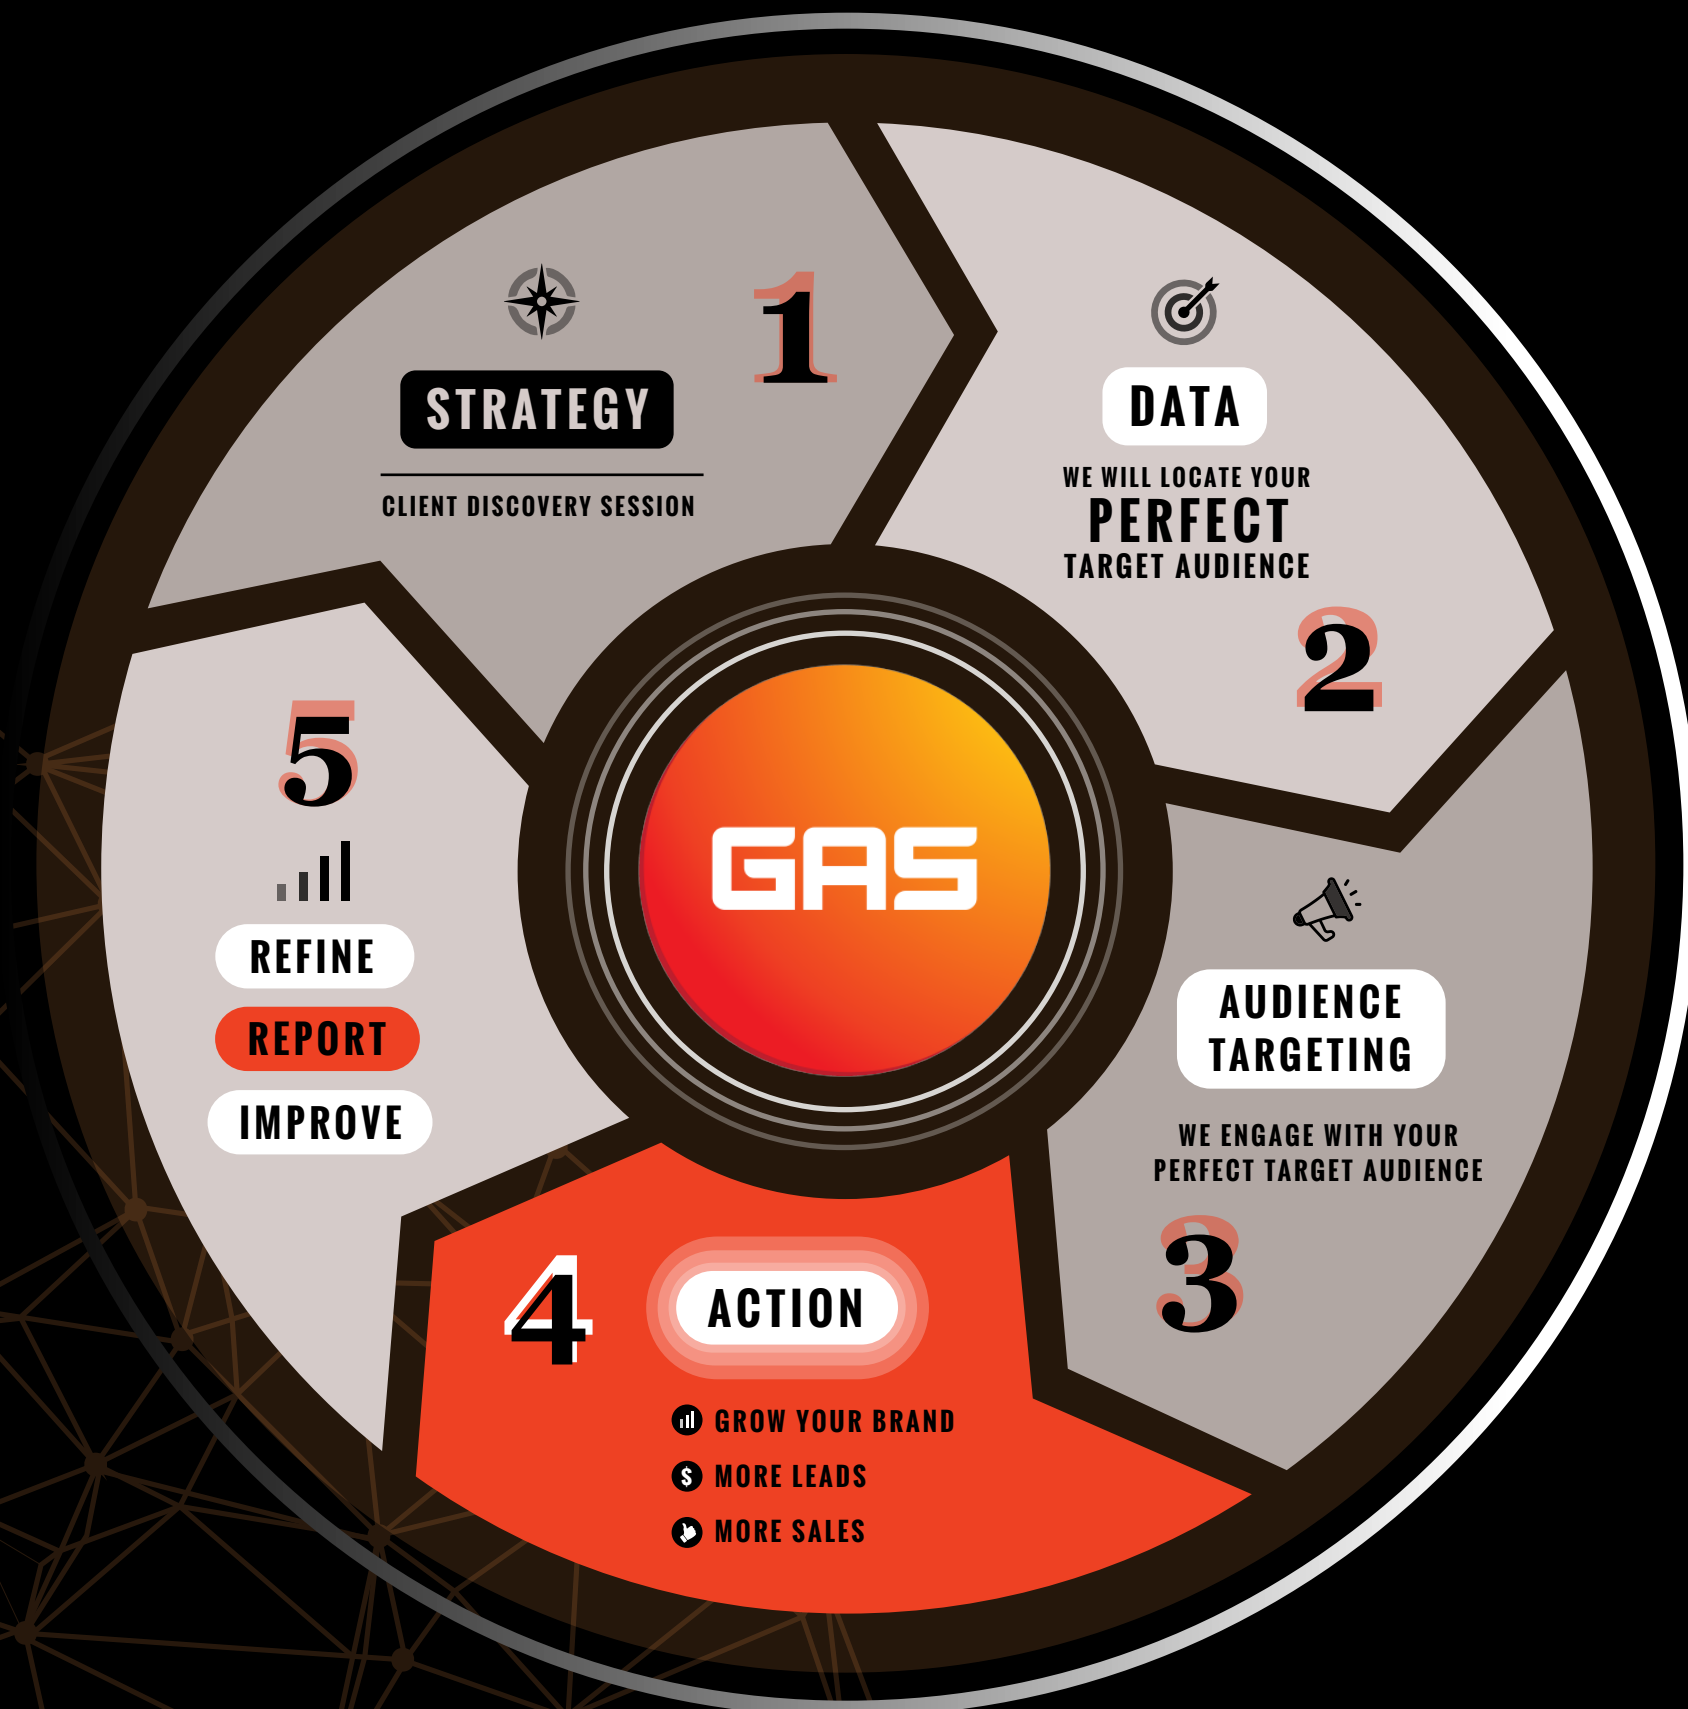 1
STRATEGY
CLIENT DISCOVERY SESSION
DATA
WE WILL LOCATE YOUR
PERFECT
TARGET AUDIENCE
2
AUDIENCE
TARGETING
WE ENGAGE WITH YOUR
PERFECT TARGET AUDIENCE
3
4
ACTION
GROW YOUR BRAND
$ MORE LEADS
MORE SALES
5
REFINE
REPORT
IMPROVE
GAS